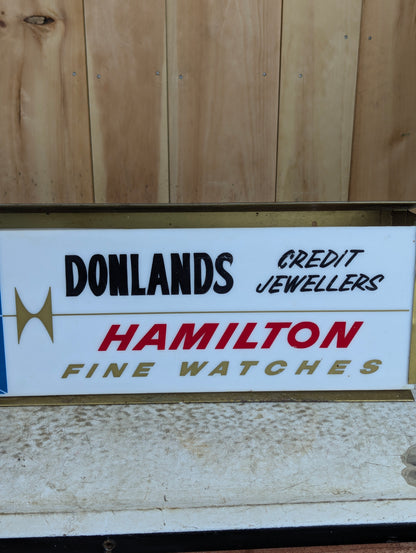 DONLANDS CREDIT JEWELLERS
HAMILTON
FINE WATCHES